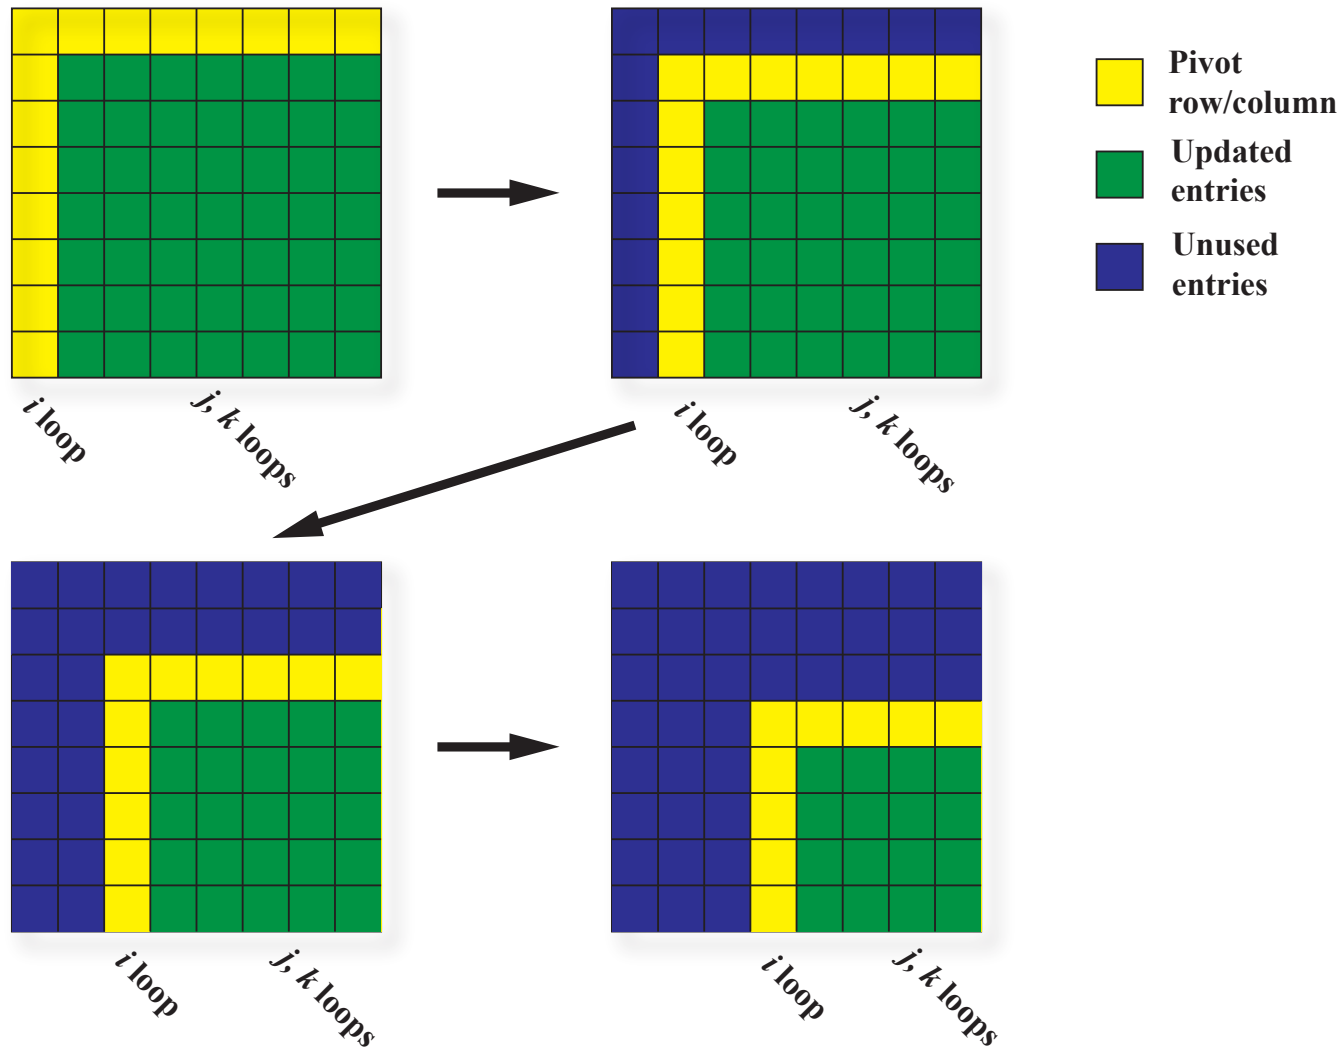 Pivot
row/column
Updated
entries
Unused
entries
i loop
j, k loops
i loop
j, k loops
i loop
j, k loops
i loop
j, k loops